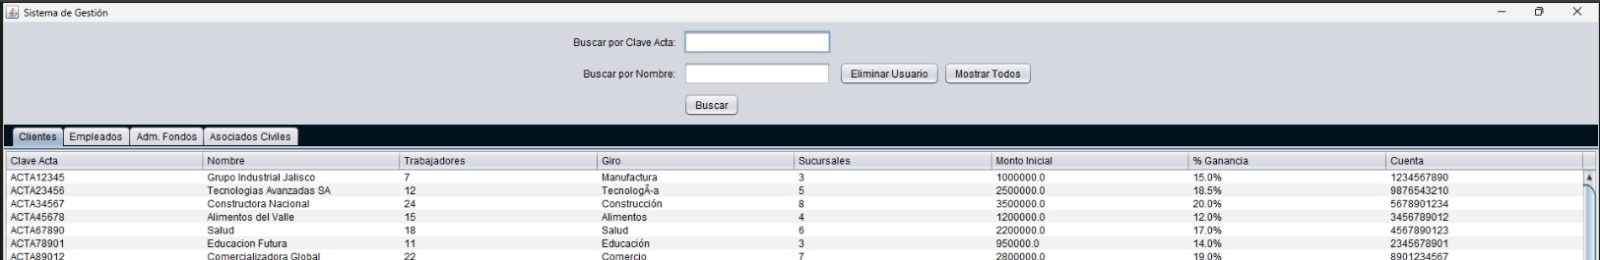 Sistema de Gestión
Buscar por Clave Acta:
Buscar por Nombre: Eliminar Usuario Mostrar Todos
Buscar
Clientes Empleados Adm. Fondos Asociados Civiles
Clave Acta Nombre Trabajadores Giro Sucursales Monto Inicial % Ganancia Cuenta
ACTA12345 Grupo Industrial Jalisco 7 Manufactura 3 1000000.0 15.0% 1234567890
ACTA23456 Tecnologias Avanzadas SA 12 TecnologÃ-a 5 2500000.0 18.5% 9876543210
ACTA34567 Constructora Nacional 24 Construcción 8 3500000.0 20.0% 5678901234
ACTA45678 Alimentos del Valle 15 Alimentos 4 1200000.0 12.0% 3456789012
ACTA67890 Salud 18 Salud 6 2200000.0 17.0% 4567890123
ACTA78901 Educacion Futura 11 Educación 3 950000.0 14.0% 2345678901
ACTA89012 Comercializadora Global 22 Comercio 7 2800000.0 19.0% 8901234567